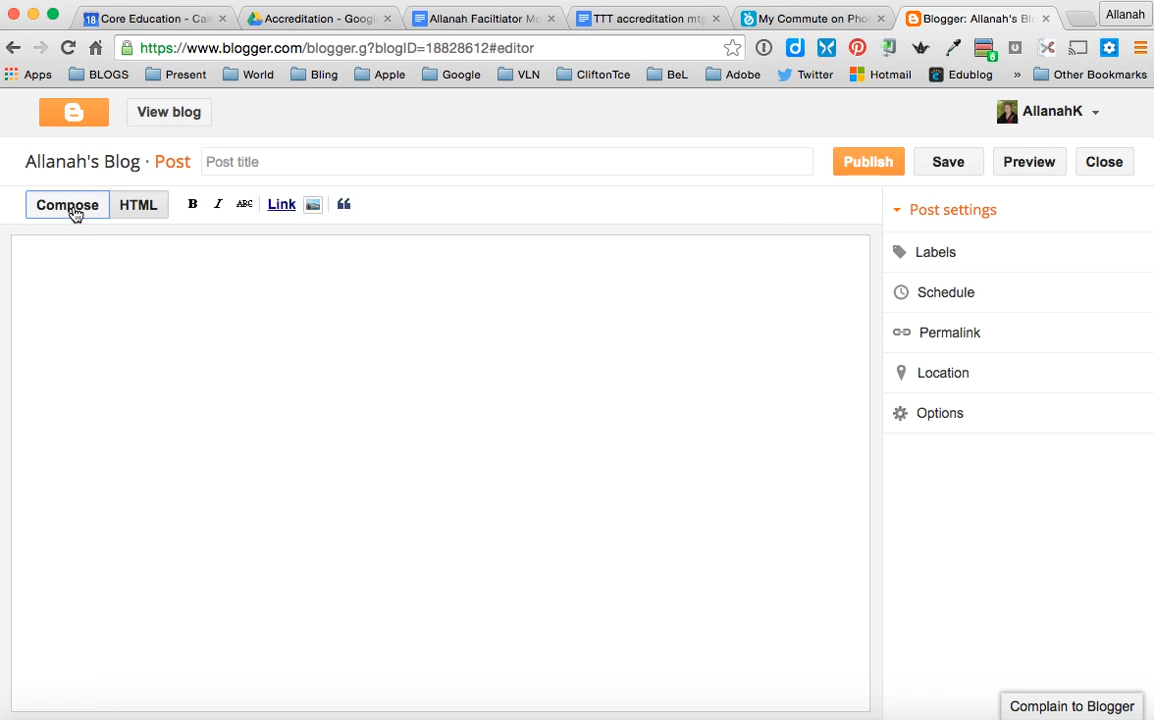 Core Education - Cal
Accreditation - Googl
Allanah Faciltiator Mo
TTT accreditation mtg
My Commute on Pho
Blogger: Allanah's Bl
Allanah
https://www.blogger.com/blogger.g?blogID=18828612#editor
Apps BLOGS Present World Bling Apple Google VLN CliftonTce BeL Adobe Twitter Hotmail Edublog » Other Bookmarks
View blog
AllanahK
Allanah's Blog · Post
Post title
Publish Save Preview Close
Compose HTML B I ABC Link
Post settings
Labels
Schedule
Permalink
Location
Options
Complain to Blogger